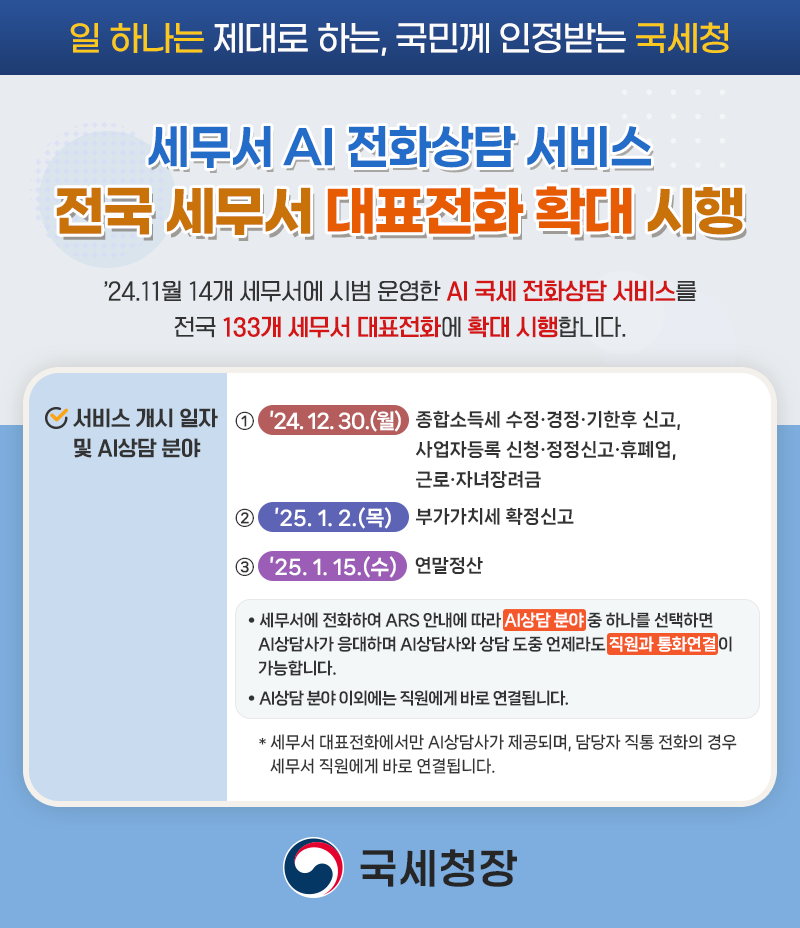 일 하나는 제대로 하는, 국민께 인정받는 국세청
세무서 AI 전화상담 서비스
전국 세무서 대표전화 확대 시행
’24.11월 14개 세무서에 시범 운영한 AI 국세 전화상담 서비스를
전국 133개 세무서 대표전화에 확대 시행합니다.
서비스 개시 일자
및 AI상담 분야
① ’24. 12. 30.(월) 종합소득세 수정·경정·기한후 신고,
사업자등록 신청·정정신고·휴폐업,
근로·자녀장려금
② ’25. 1. 2.(목) 부가가치세 확정신고
③ ’25. 1. 15.(수) 연말정산
• 세무서에 전화하여 ARS 안내에 따라 AI상담 분야 중 하나를 선택하면
AI상담사가 응대하며 AI상담사와 상담 도중 언제라도 직원과 통화연결이
가능합니다.
• AI상담 분야 이외에는 직원에게 바로 연결됩니다.
* 세무서 대표전화에서만 AI상담사가 제공되며, 담당자 직통 전화의 경우
세무서 직원에게 바로 연결됩니다.
국세청장